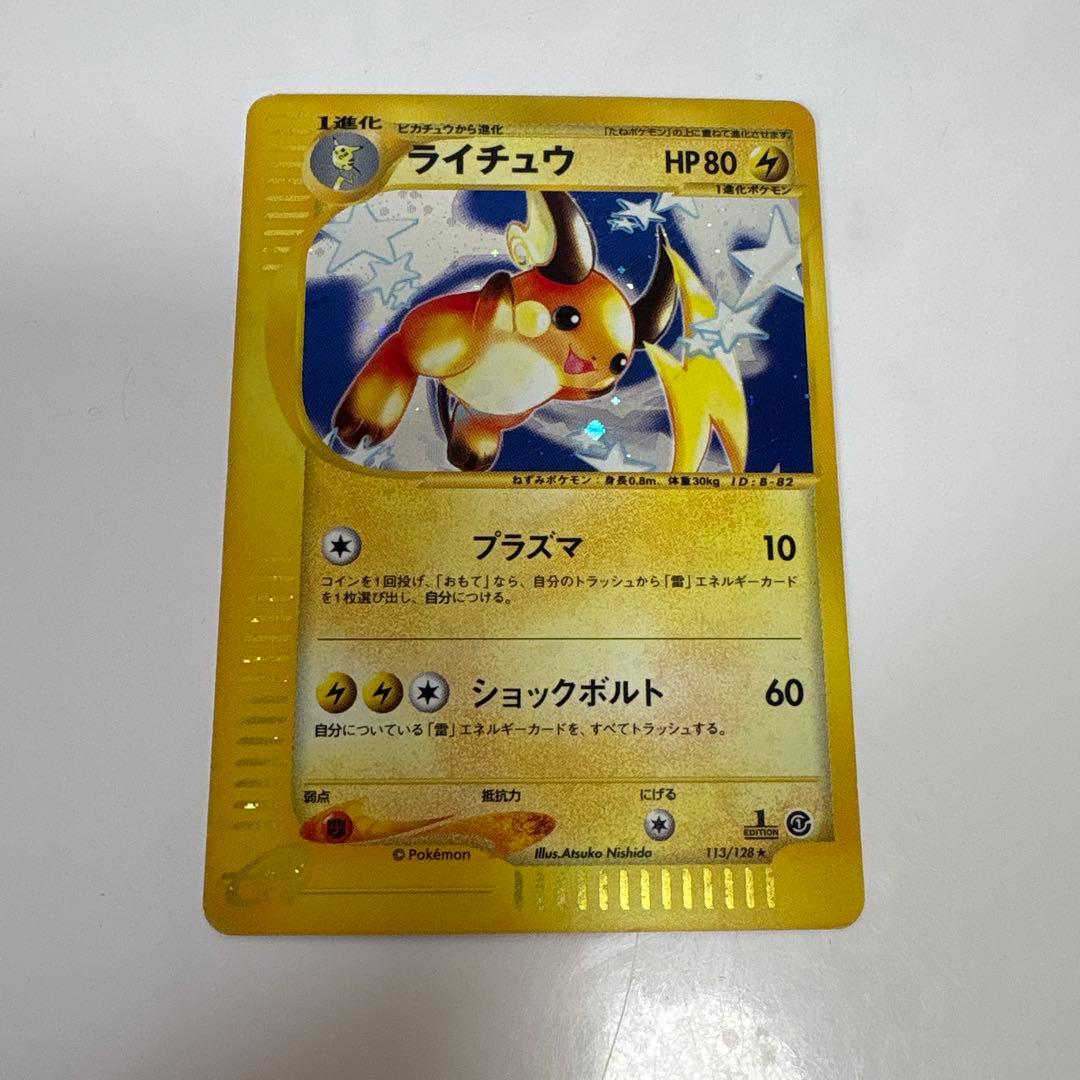 1進化
ピカチュウから進化
「たねポケモン」の上に重ねて進化させます。
ライチュウ HP80
1進化ポケモン
ねずみポケモン:身長0.8m、体重30kg ID:B-82
プラズマ 10
コインを1回投げ、「おもて」なら、自分のトラッシュから「雷」エネルギーカード
を1枚選び出し、自分につける。
ショックボルト 60
自分についている「雷」エネルギーカードを、すべてトラッシュする。
弱点 抵抗力 にげる
1
EDITION
© Pokémon Illus.Atsuko Nishida 113/128★